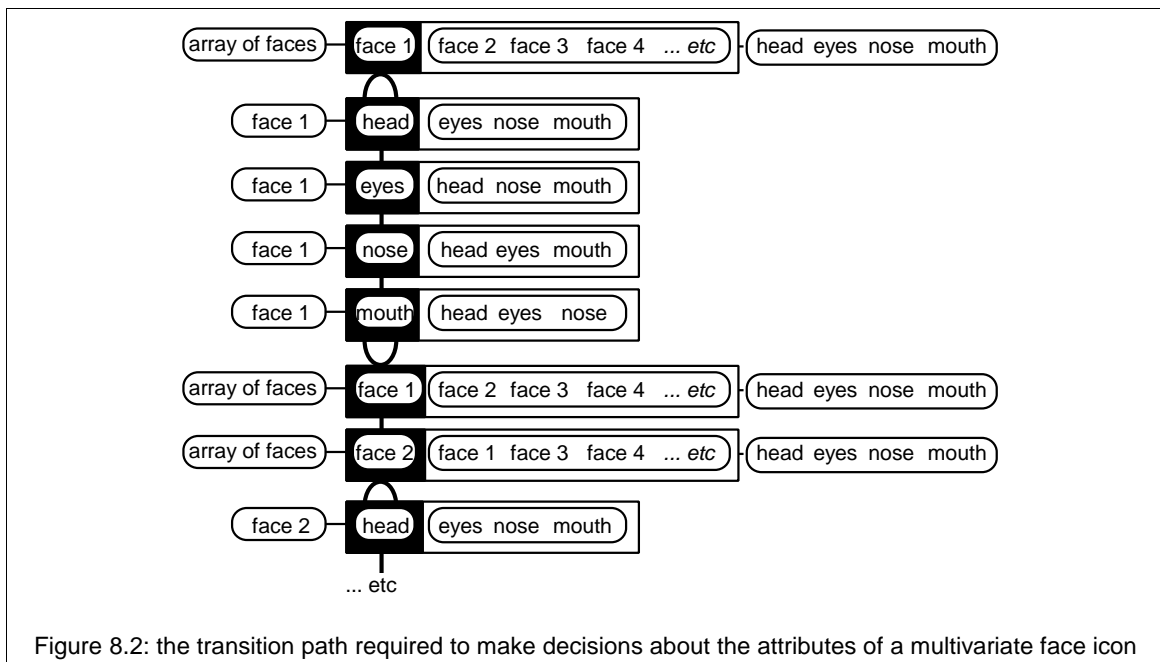 array of faces face 1 face 2 face 3 face 4 ... etc head eyes nose mouth
face 1 head eyes nose mouth
face 1 eyes head nose mouth
face 1 nose head eyes mouth
face 1 mouth head eyes nose
array of faces face 1 face 2 face 3 face 4 ... etc head eyes nose mouth
array of faces face 2 face 1 face 3 face 4 ... etc head eyes nose mouth
face 2 head eyes nose mouth
... etc
Figure 8.2: the transition path required to make decisions about the attributes of a multivariate face icon